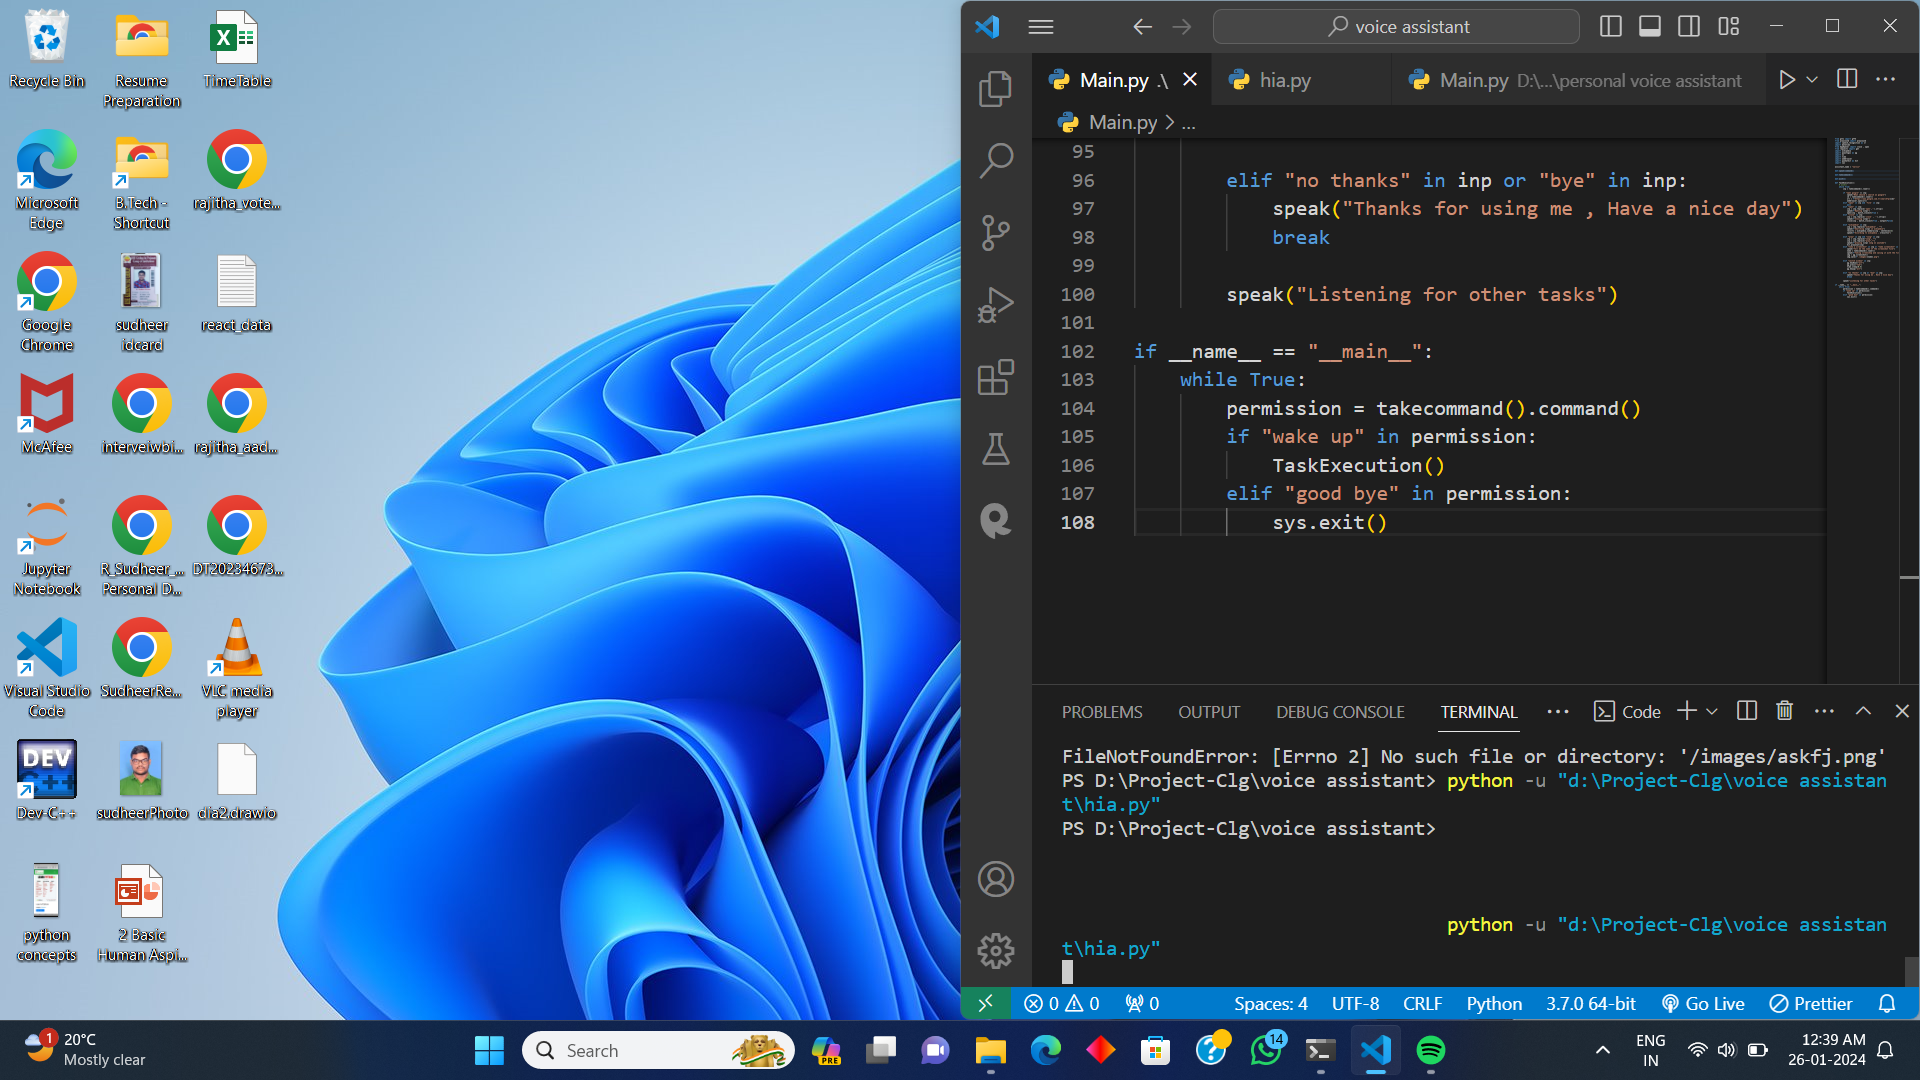 Recycle Bin
Resume
Preparation
TimeTable
Microsoft
Edge
B.Tech -
Shortcut
rajitha_vote...
Google
Chrome
sudheer
idcard
react_data
McAfee
interveiwbi...
rajitha_aad...
Jupyter
Notebook
R_Sudheer_...
Personal D...
DT20234673...
Visual Studio
Code
SudheerRe...
VLC media
player
DEV
C++
Dev-C++
sudheerPhoto
dia2.drawio
python
concepts
2 Basic
Human Aspi...
voice assistant
Main.py .\
hia.py
Main.py D:\...\personal voice assistant
Main.py > ...
95
96 elif "no thanks" in inp or "bye" in inp:
97 speak("Thanks for using me , Have a nice day")
98 break
99
100 speak("Listening for other tasks")
101
102 if __name__ == "__main__":
103 while True:
104 permission = takecommand().command()
105 if "wake up" in permission:
106 TaskExecution()
107 elif "good bye" in permission:
108 sys.exit()
PROBLEMS OUTPUT DEBUG CONSOLE TERMINAL ... Code
FileNotFoundError: [Errno 2] No such file or directory: '/images/askfj.png'
PS D:\Project-Clg\voice assistant> python -u "d:\Project-Clg\voice assistan
t\hia.py"
PS D:\Project-Clg\voice assistant>
python -u "d:\Project-Clg\voice assistan
t\hia.py"
0 0 0 Spaces: 4 UTF-8 CRLF Python 3.7.0 64-bit Go Live Prettier
1
20°C
Mostly clear
Search
PRE
14
ENG
IN
12:39 AM
26-01-2024